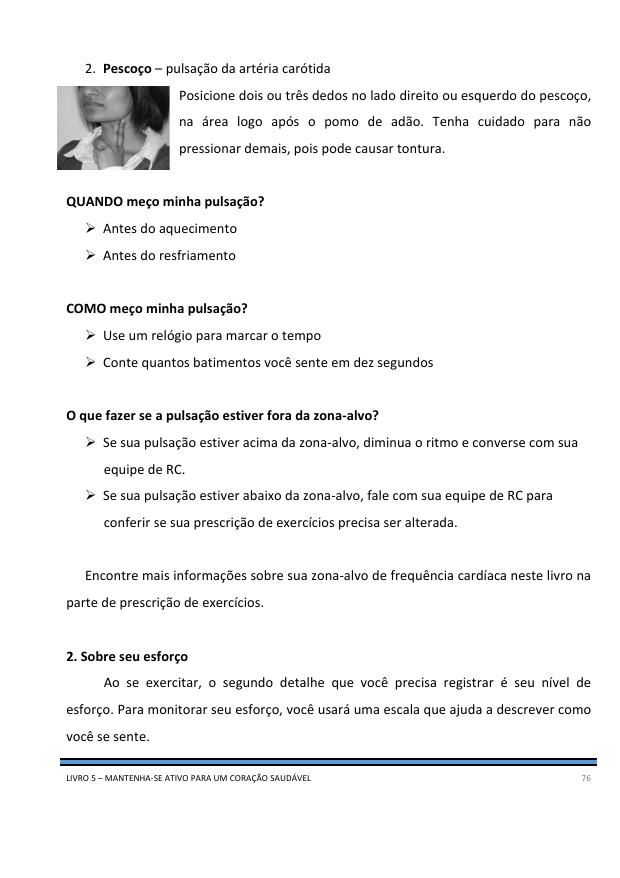 2. Pescoço – pulsação da artéria carótida
Posicione dois ou três dedos no lado direito ou esquerdo do pescoço,
na área logo após o pomo de adão. Tenha cuidado para não
pressionar demais, pois pode causar tontura.
QUANDO meço minha pulsação?
➢ Antes do aquecimento
➢ Antes do resfriamento
COMO meço minha pulsação?
➢ Use um relógio para marcar o tempo
➢ Conte quantos batimentos você sente em dez segundos
O que fazer se a pulsação estiver fora da zona-alvo?
➢ Se sua pulsação estiver acima da zona-alvo, diminua o ritmo e converse com sua
equipe de RC.
➢ Se sua pulsação estiver abaixo da zona-alvo, fale com sua equipe de RC para
conferir se sua prescrição de exercícios precisa ser alterada.
Encontre mais informações sobre sua zona-alvo de frequência cardíaca neste livro na
parte de prescrição de exercícios.
2. Sobre seu esforço
Ao se exercitar, o segundo detalhe que você precisa registrar é seu nível de
esforço. Para monitorar seu esforço, você usará uma escala que ajuda a descrever como
você se sente.
LIVRO 5 – MANTENHA-SE ATIVO PARA UM CORAÇÃO SAUDÁVEL 76